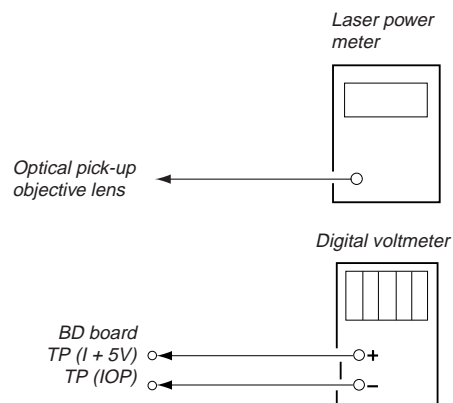 Laser power
meter
Optical pick-up
objective lens
Digital voltmeter
BD board
TP (I + 5V)
TP (IOP)
+
–